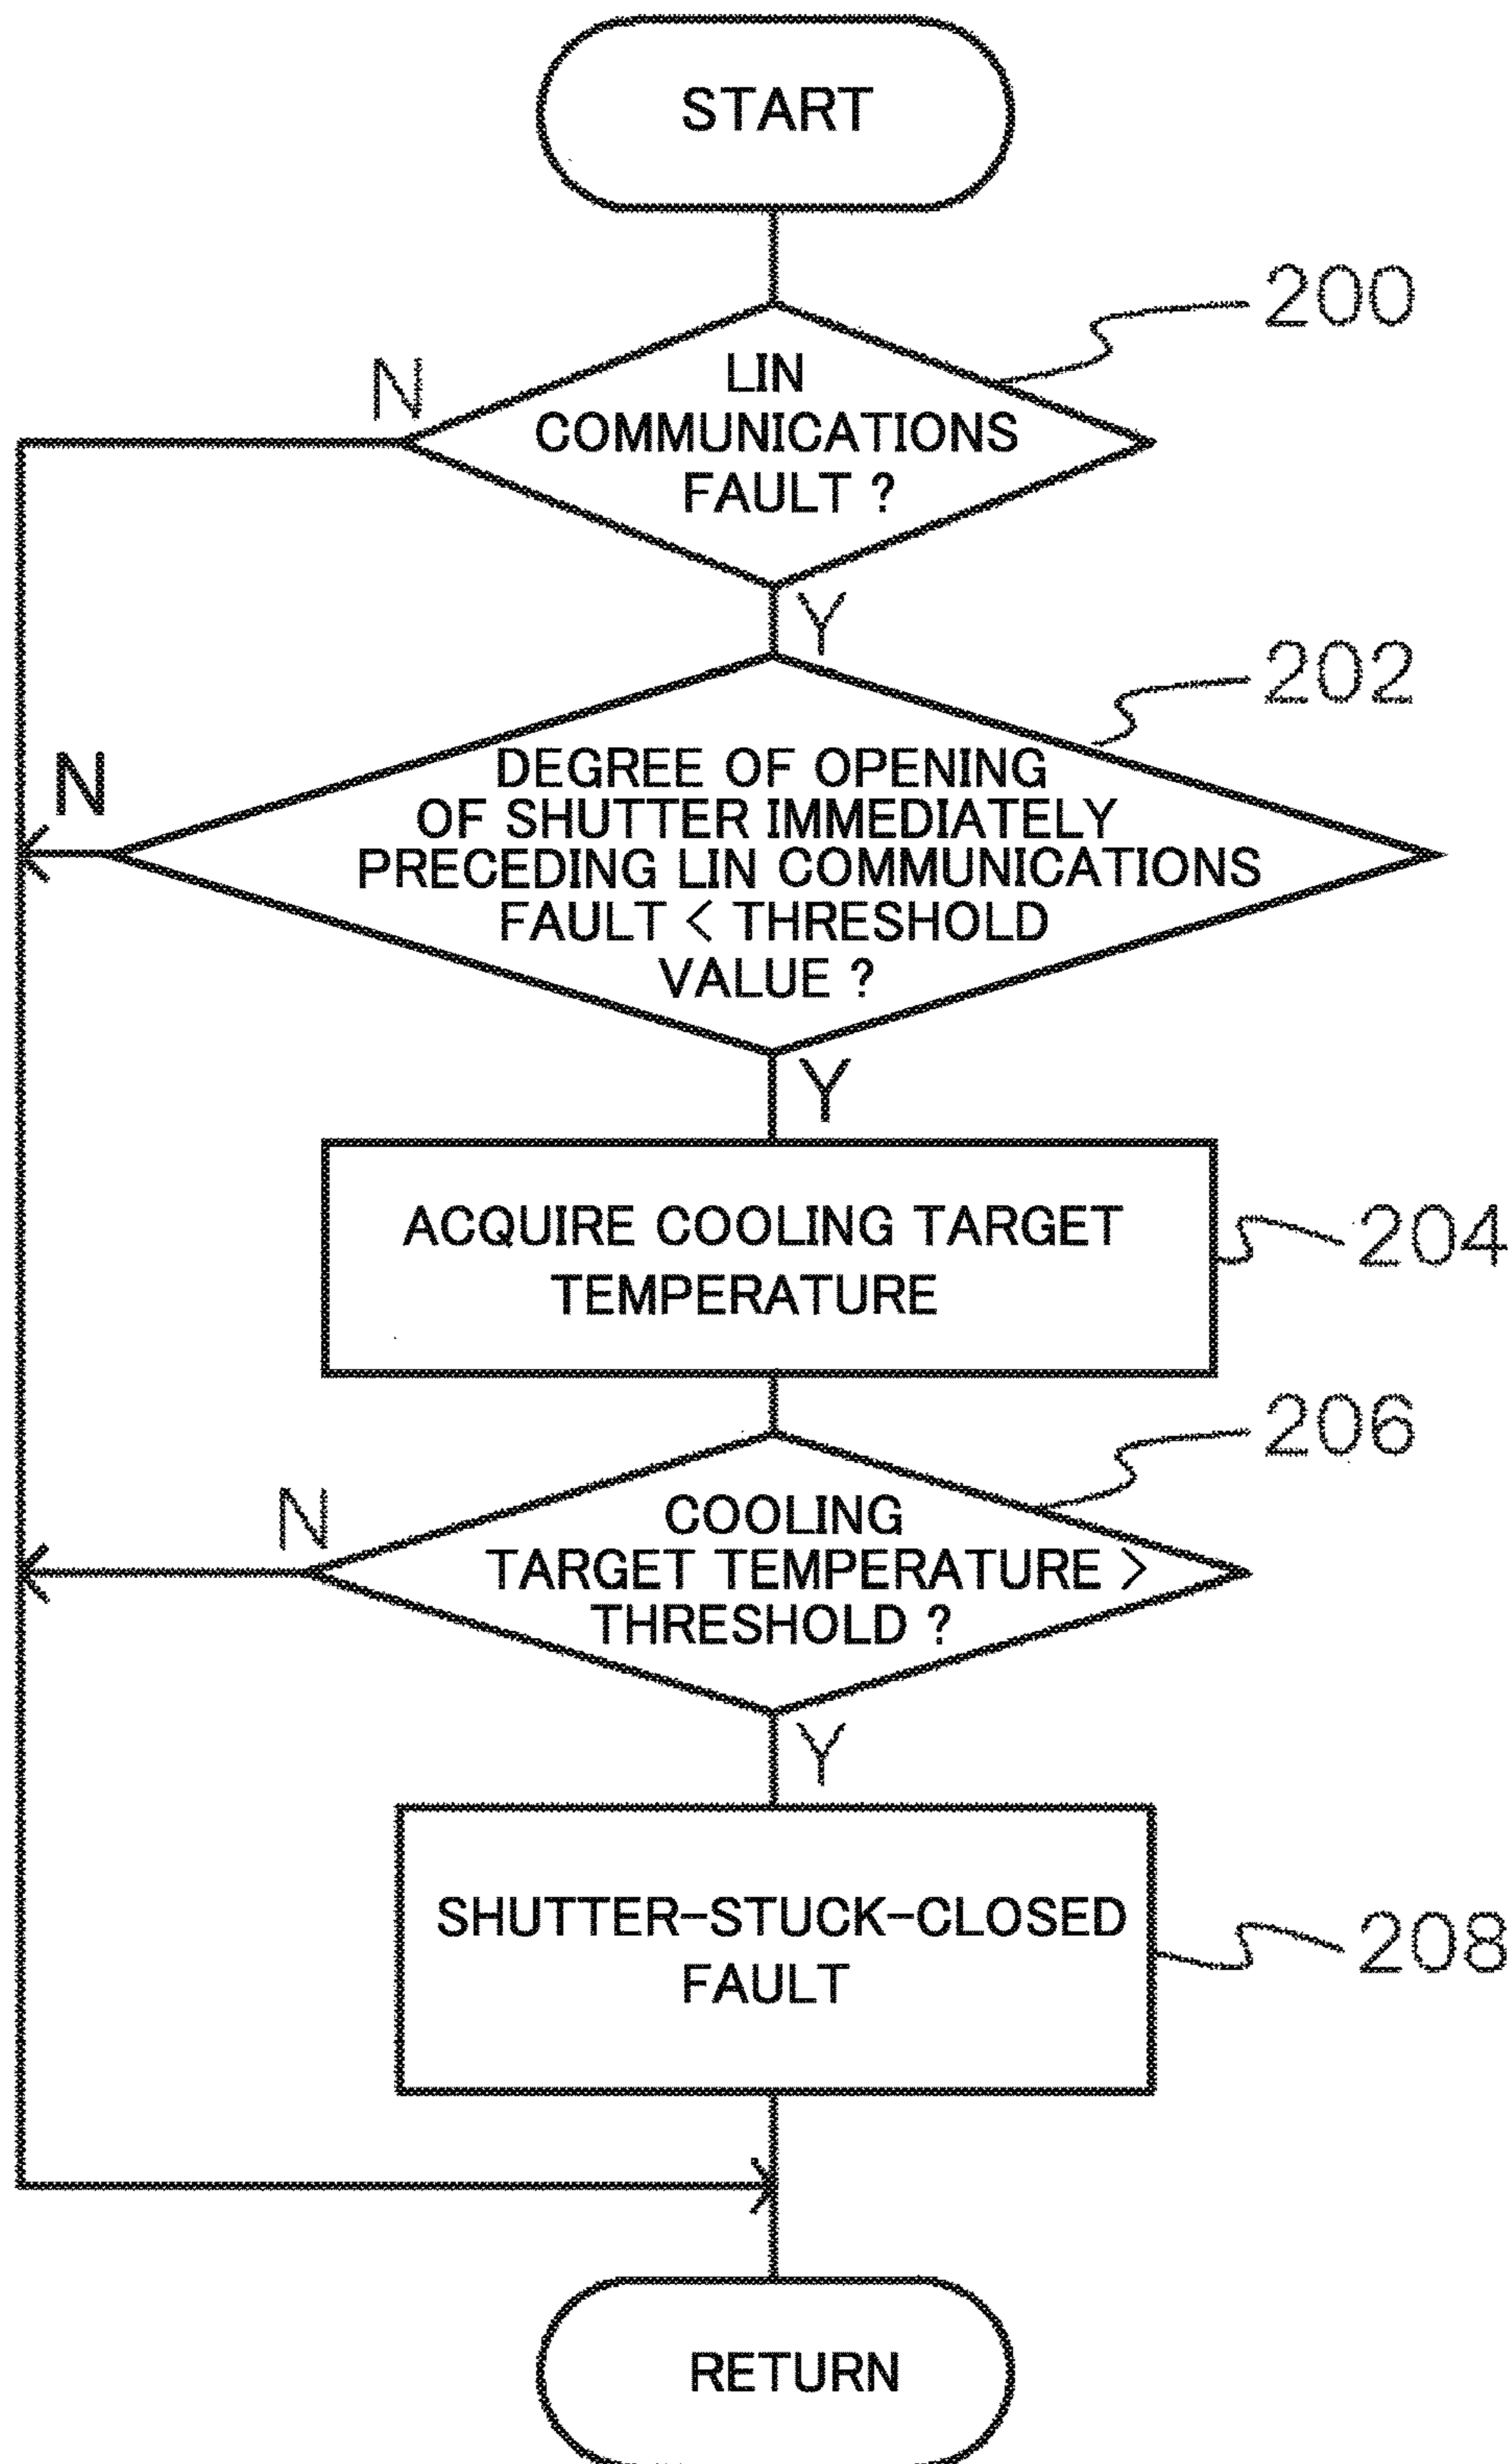 START
200
N
LIN
COMMUNICATIONS
FAULT ?
Y
202
N
DEGREE OF OPENING
OF SHUTTER IMMEDIATELY
PRECEDING LIN COMMUNICATIONS
FAULT < THRESHOLD
VALUE ?
Y
ACQUIRE COOLING TARGET
TEMPERATURE
204
206
N
COOLING
TARGET TEMPERATURE >
THRESHOLD ?
Y
SHUTTER-STUCK-CLOSED
FAULT
208
RETURN